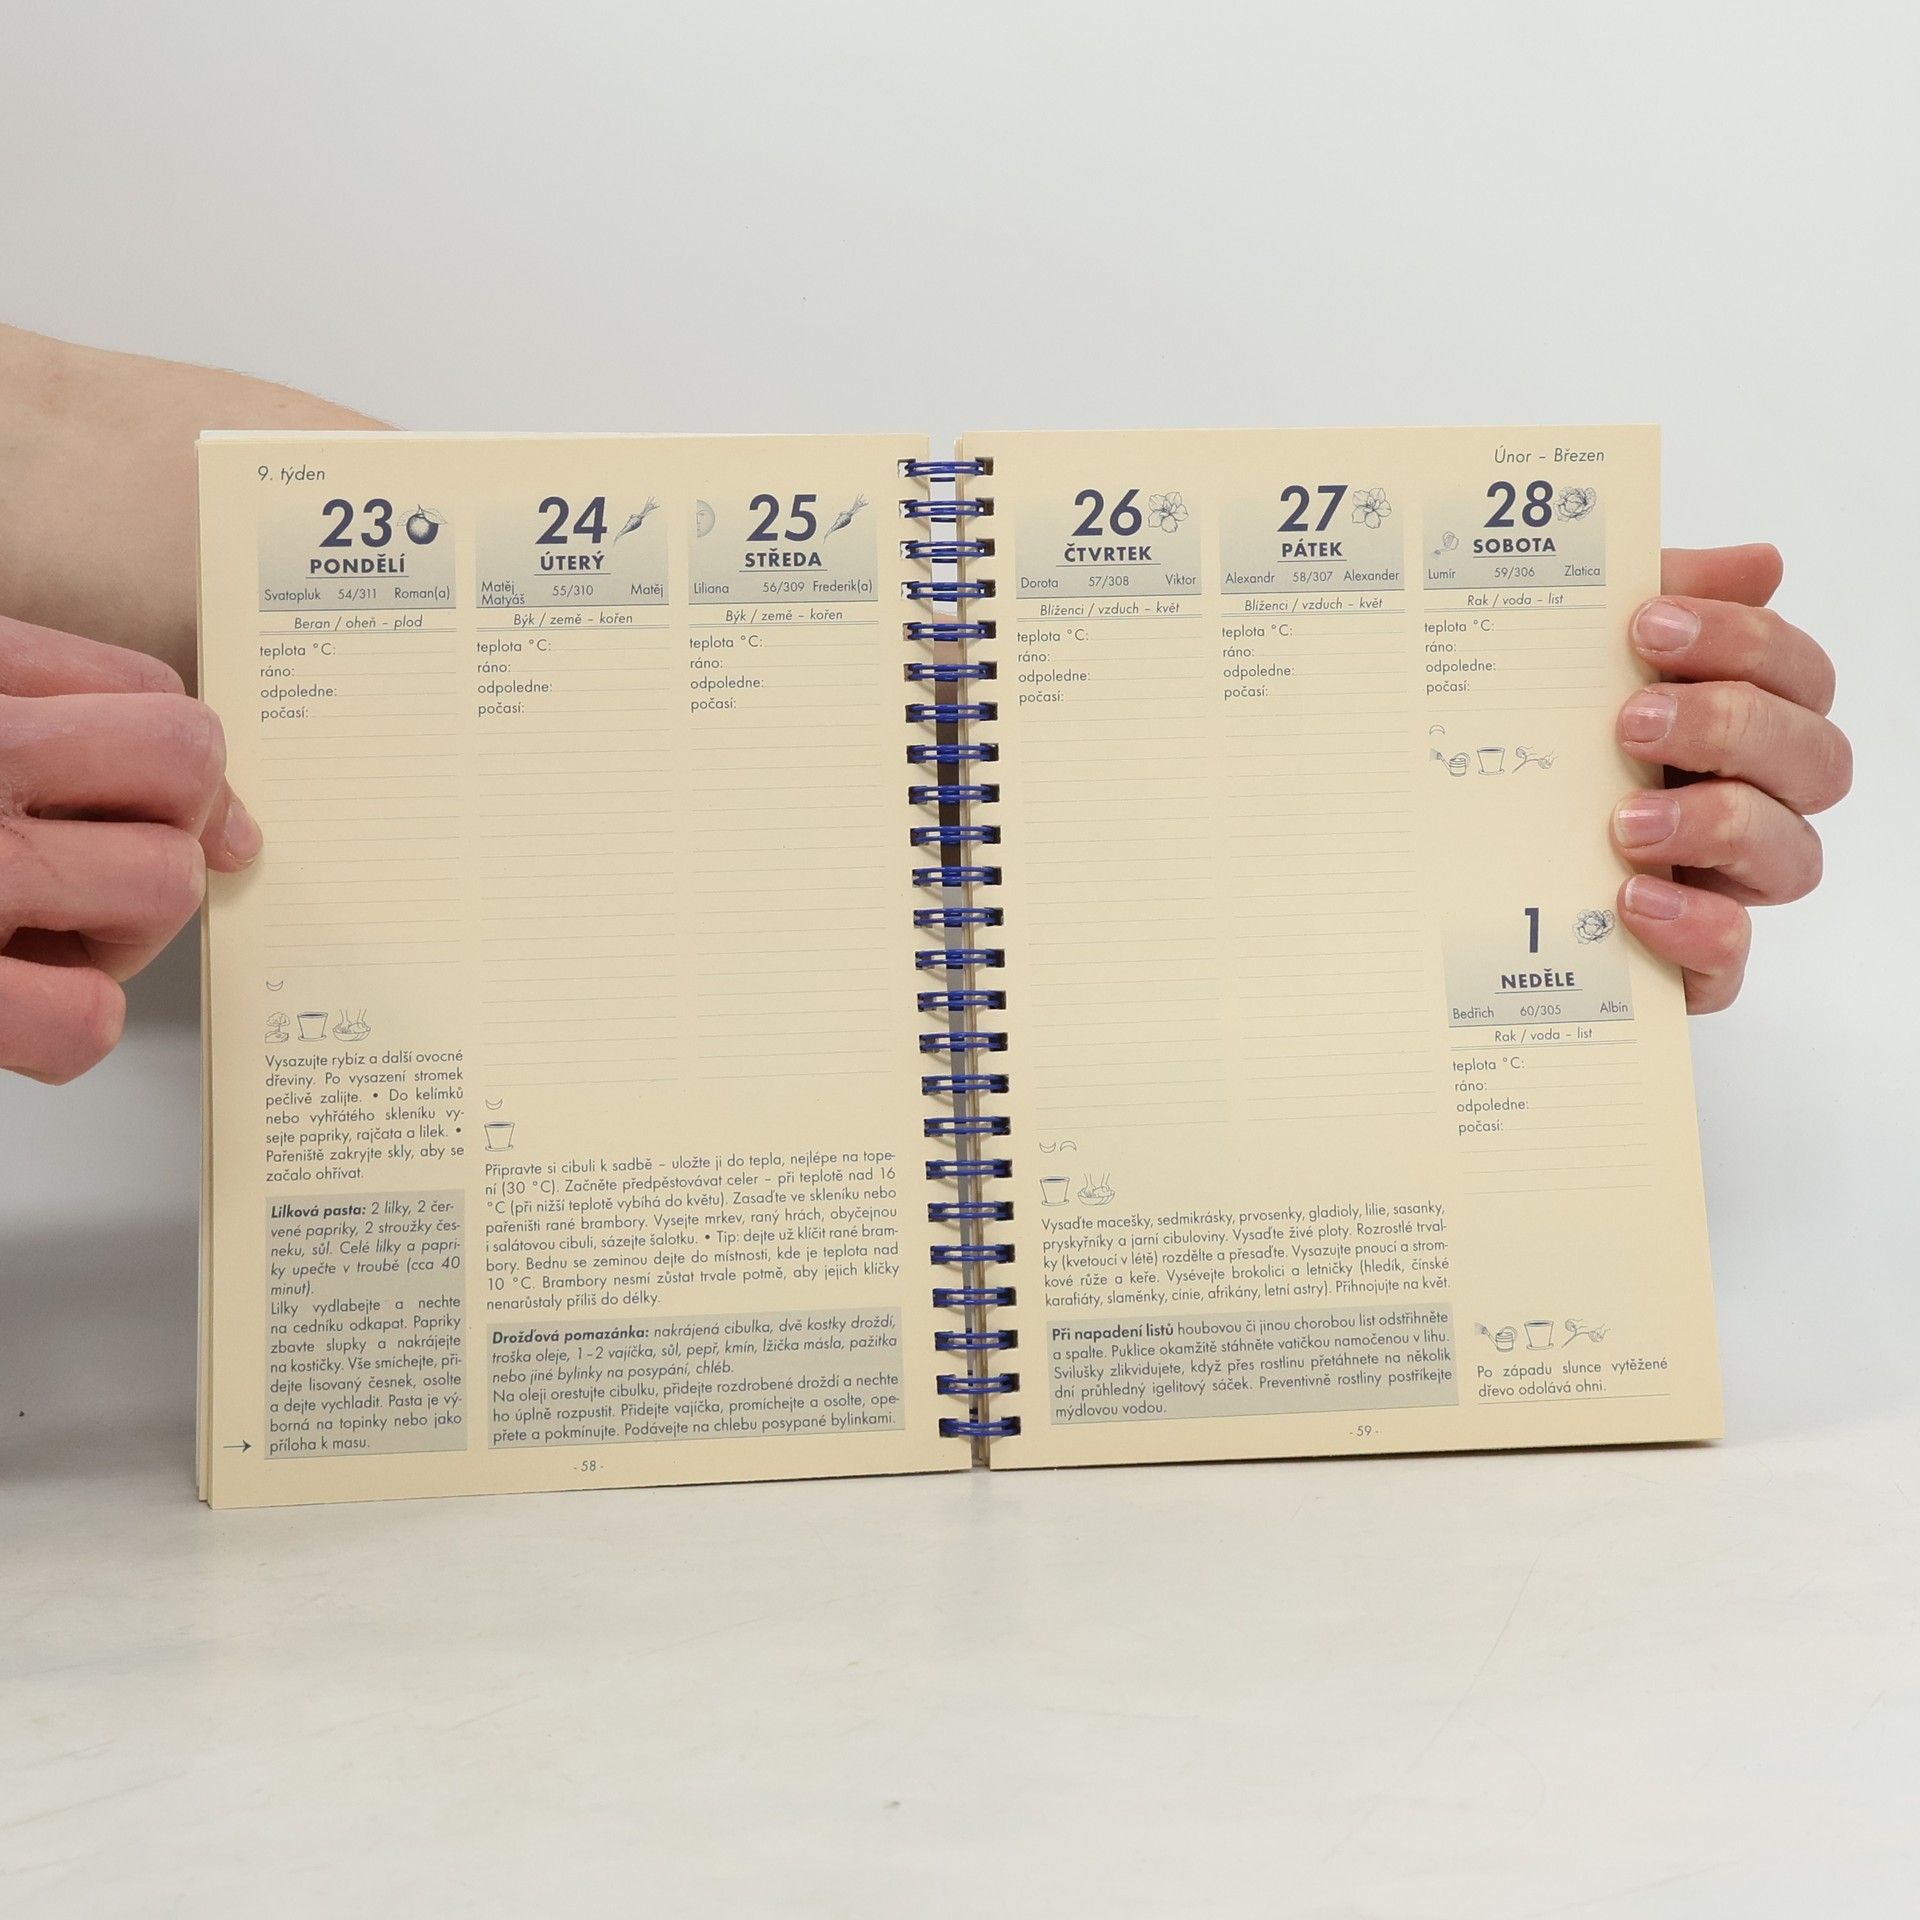 9. týden
23
PONDĚLÍ
Svatopluk 54/311 Roman(a)
Beran / oheň – plod
teplota °C:
ráno:
odpoledne:
počasí:
Vysazujte rybíz a další ovocné
dřeviny. Po vysazení stromek
pečlivě zalijte. • Do kelímků
nebo vyhřátého skleníku vy-
sejte papriky, rajčata a lilek. •
Pařeniště zakryjte skly, aby se
začalo ohřívat.
Lilková pasta: 2 lilky, 2 čer-
vené papriky, 2 stroužky čes-
neku, sůl. Celé lilky a papri-
ky upečte v troubě (cca 40
minut).
Lilky vydlabejte a nechte
na cedníku odkapat. Papriky
zbavte slupky a nakrájejte
na kostičky. Vše smíchejte, při-
dejte lisovaný česnek, osolte
a dejte vychladit. Pasta je vý-
borná na topinky nebo jako
příloha k masu.
24
ÚTERÝ
Matěj
Matyáš 55/310 Matěj
Býk / země – kořen
teplota °C:
ráno:
odpoledne:
počasí:
25
STŘEDA
Liliana 56/309 Frederik(a)
Býk / země – kořen
teplota °C:
ráno:
odpoledne:
počasí:
Připravte si cibuli k sadbě – uložte ji do tepla, nejlépe na tope-
ní (30 °C). Začněte předpěstovávat celer – při teplotě nad 16
°C (při nižší teplotě vybíhá do květu). Zasaďte ve skleníku nebo
pařeništi rané brambory. Vysejte mrkev, raný hrách, obyčejnou
i salátovou cibuli, sázejte šalotku. • Tip: dejte už klíčit rané bram-
bory. Bednu se zeminou dejte do místnosti, kde je teplota nad
10 °C. Brambory nesmí zůstat trvale potmě, aby jejich klíčky
nenarůstaly příliš do délky.
Drožďová pomazánka: nakrájená cibulka, dvě kostky droždí,
troška oleje, 1–2 vajíčka, sůl, pepř, kmín, lžička másla, pažitka
nebo jiné bylinky na posypání, chléb.
Na oleji orestujte cibulku, přidejte rozdrobené droždí a nechte
ho úplně rozpustit. Přidejte vajíčka, promíchejte a osolte, ope-
přete a pokmínujte. Podávejte na chlebu posypané bylinkami.
- 58 -
Únor – Březen
26
ČTVRTEK
Dorota 57/308 Viktor
Blíženci / vzduch – květ
teplota °C:
ráno:
odpoledne:
počasí:
27
PÁTEK
Alexandr 58/307 Alexander
Blíženci / vzduch – květ
teplota °C:
ráno:
odpoledne:
počasí:
Vysaďte macešky, sedmikrásky, prvosenky, gladioly, lilie, sasanky,
pryskyřníky a jarní cibuloviny. Vysaďte živé ploty. Rozrostlé trval-
ky (kvetoucí v létě) rozdělte a přesaďte. Vysazujte pnoucí a strom-
kové růže a keře. Vysévejte brokolici a letničky (hledík, čínské
karafiáty, slaměnky, cínie, afrikány, letní astry). Přihnojujte na květ.
Při napadení listů houbovou či jinou chorobou list odstřihněte
a spalte. Puklice okamžitě stáhněte vatičkou namočenou v lihu.
Svilušky zlikvidujete, když přes rostlinu přetáhnete na několik
dní průhledný igelitový sáček. Preventivně rostliny postříkejte
mýdlovou vodou.
28
SOBOTA
Lumír 59/306 Zlatica
Rak / voda – list
teplota °C:
ráno:
odpoledne:
počasí:
1
NEDĚLE
Bedřich 60/305 Albín
Rak / voda – list
teplota °C:
ráno:
odpoledne:
počasí:
Po západu slunce vytěžené
dřevo odolává ohni.
- 59 -